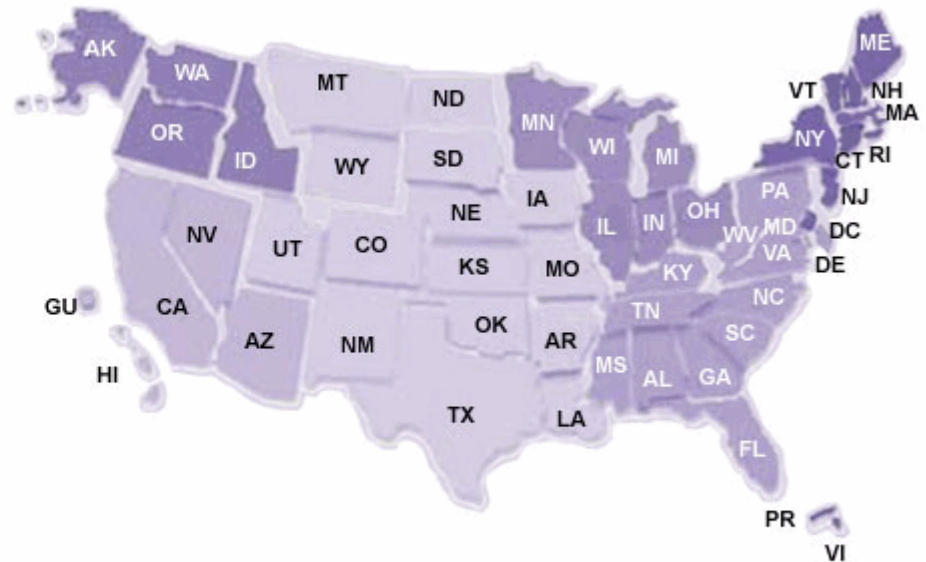 AK
WA
MT
ND
MN
ME
VT
NH
MA
OR
ID
WY
SD
WI
MI
NY
CT
RI
NV
UT
CO
NE
IA
IL
IN
OH
PA
NJ
WV
MD
DC
VA
DE
KS
MO
KY
GU
CA
AZ
NM
OK
AR
TN
NC
SC
HI
TX
LA
MS
AL
GA
FL
PR
VI